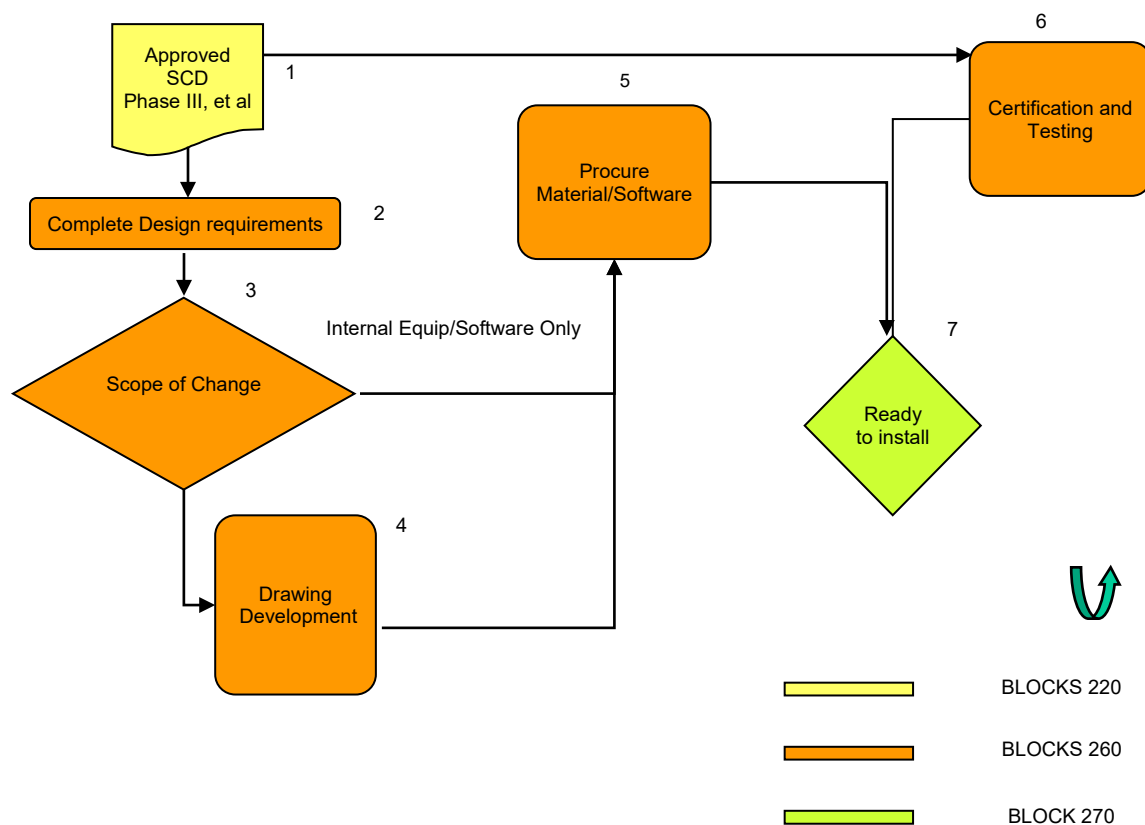 Approved
SCD
Phase III, et al
1
6
Certification and
Testing
5
Procure
Material/Software
Complete Design requirements
2
3
Internal Equip/Software Only
Scope of Change
7
Ready
to install
4
Drawing
Development
BLOCKS 220
BLOCKS 260
BLOCK 270